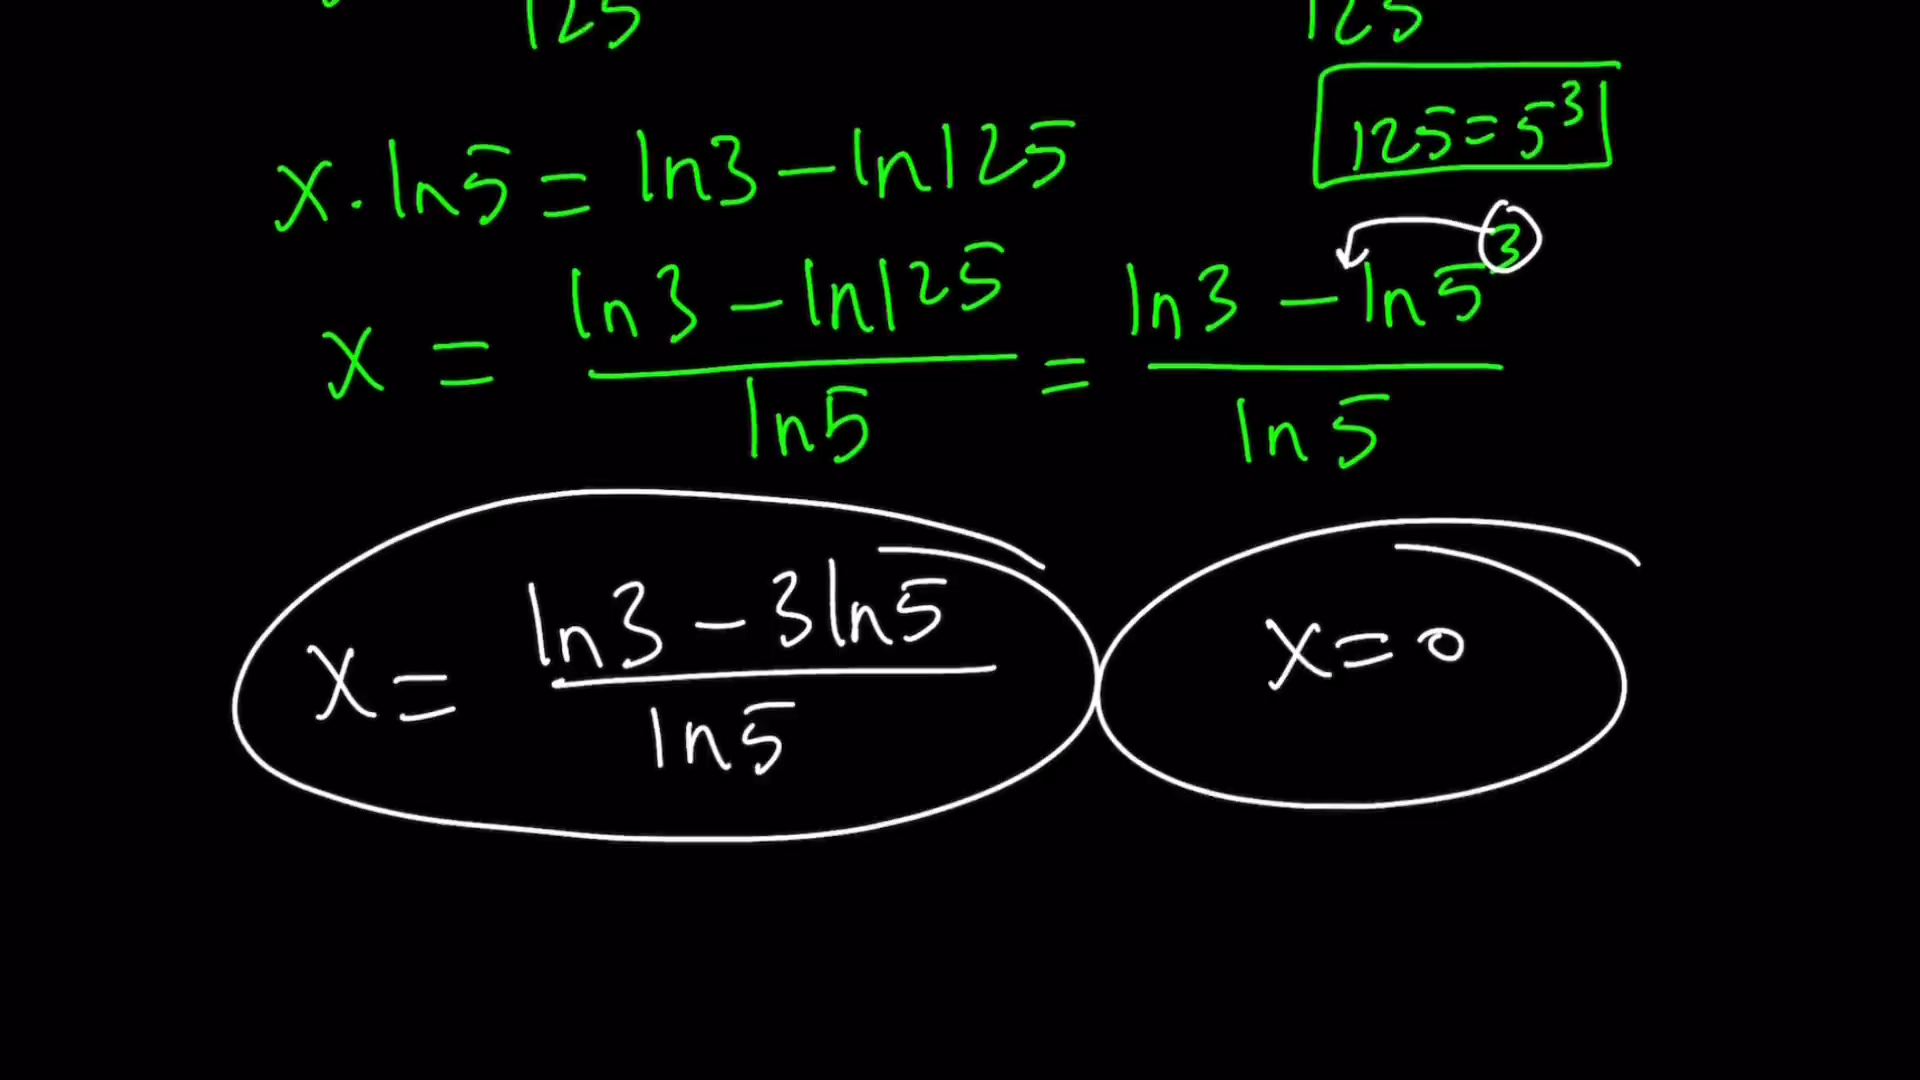 125 125
125=5³
x·ln5=ln3-ln125
x = ln3-ln125/ln5 = ln3-ln5³/ln5
x= ln3-3ln5/ln5 x=0